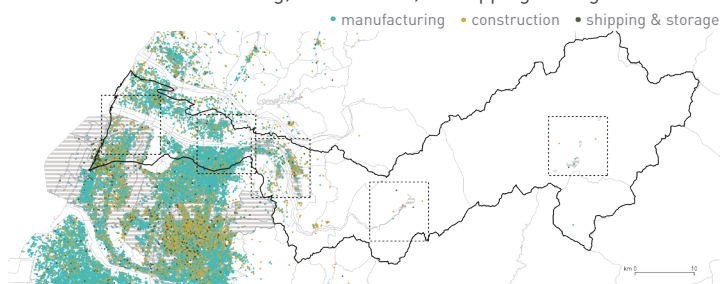 • manufacturing • construction • shipping & storage
km 0 10